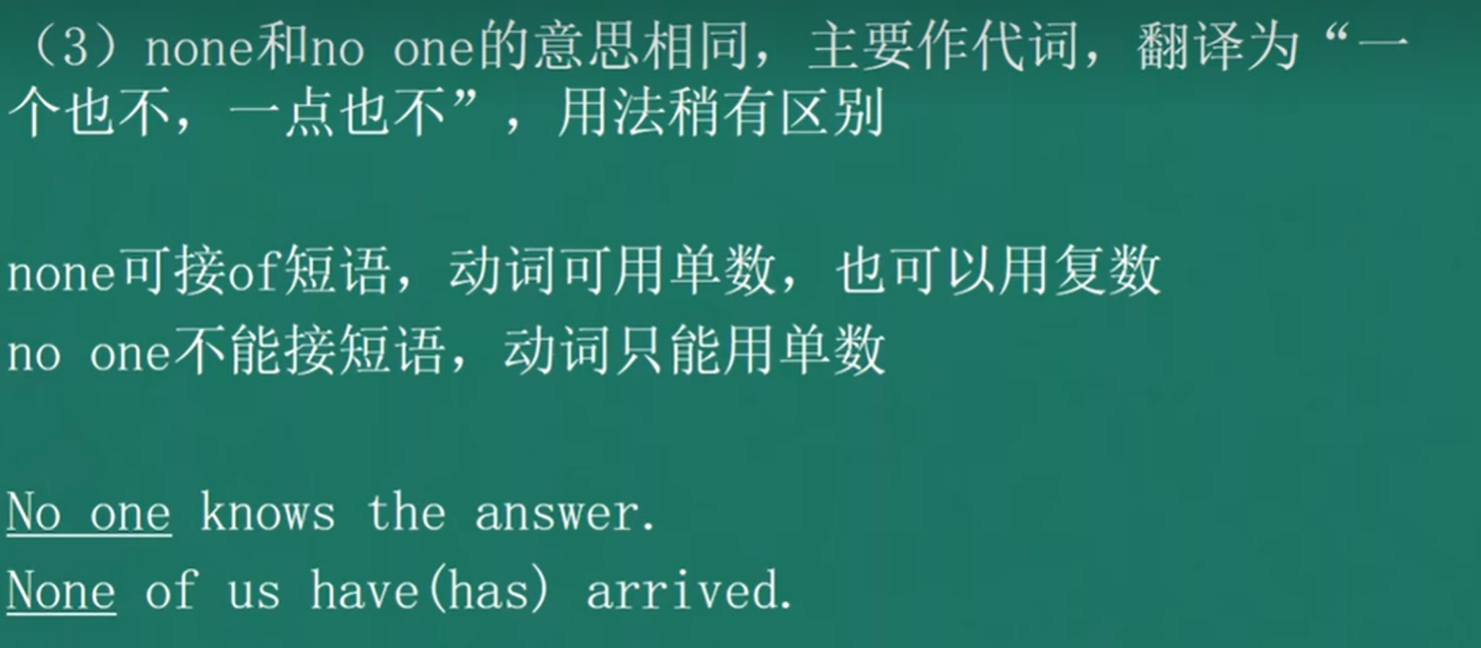 （3）none和no one的意思相同，主要作代词，翻译为“一
个也不，一点也不”，用法稍有区别
none可接of短语，动词可用单数，也可以用复数
no one不能接短语，动词只能用单数
No one knows the answer.
None of us have(has) arrived.